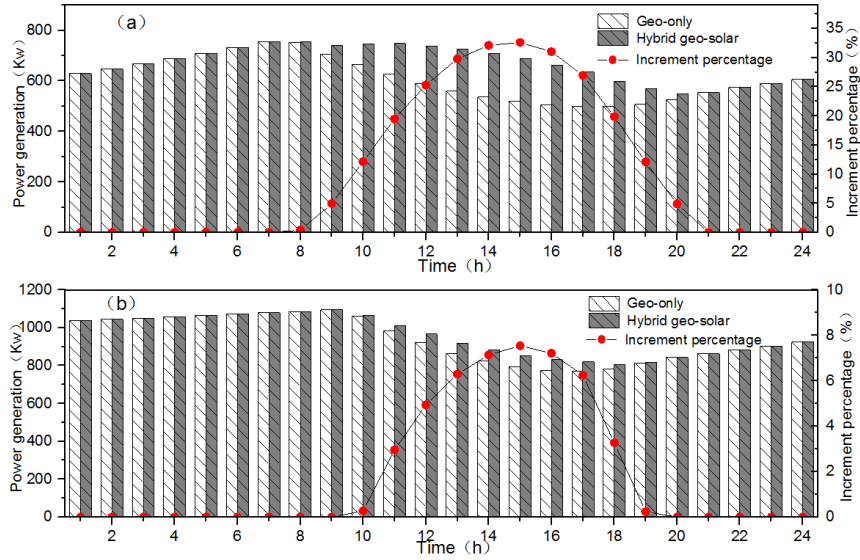 (a)
Geo-only
Hybrid geo-solar
Increment percentage
Power generation（Kw）
800
600
400
200
0
35
30
25
20
15
10
5
0
Increment percentage (%)
2 4 6 8 10 12 14 16 18 20 22 24
Time（h）
（b）
Geo-only
Hybrid geo-solar
Increment percentage
Power generation（Kw）
1200
1000
800
600
400
200
0
10
8
6
4
2
0
Increment percentage (%)
2 4 6 8 10 12 14 16 18 20 22 24
Time（h）